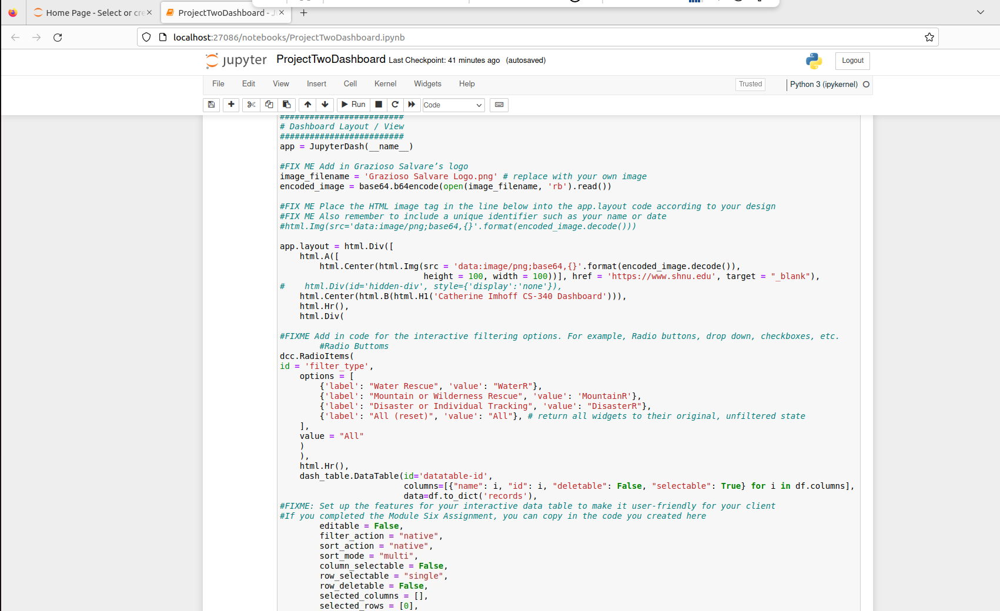 Home Page - Select or cre
ProjectTwoDashboard - J
localhost:27086/notebooks/ProjectTwoDashboard.ipynb
jupyter ProjectTwoDashboard Last Checkpoint: 41 minutes ago (autosaved)
Logout
File Edit View Insert Cell Kernel Widgets Help
Trusted
Python 3 (ipykernel)
Run
Code
#########################
# Dashboard Layout / View
#########################
app = JupyterDash(__name__)
#FIX ME Add in Grazioso Salvare’s logo
image_filename = 'Grazioso Salvare Logo.png' # replace with your own image
encoded_image = base64.b64encode(open(image_filename, 'rb').read())
#FIX ME Place the HTML image tag in the line below into the app.layout code according to your design
#FIX ME Also remember to include a unique identifier such as your name or date
#html.Img(src='data:image/png;base64,{}'.format(encoded_image.decode()))
app.layout = html.Div([
    html.A([
        html.Center(html.Img(src = 'data:image/png;base64,{}'.format(encoded_image.decode()),
                             height = 100, width = 100))], href = 'https://www.shnu.edu', target = "_blank"),
#    html.Div(id='hidden-div', style={'display':'none'}),
    html.Center(html.B(html.H1('Catherine Imhoff CS-340 Dashboard'))),
    html.Hr(),
    html.Div(
#FIXME Add in code for the interactive filtering options. For example, Radio buttons, drop down, checkboxes, etc.
        #Radio Buttoms
dcc.RadioItems(
id = 'filter_type',
    options = [
        {'label': "Water Rescue", 'value': "WaterR"},
        {'label': "Mountain or Wilderness Rescue", 'value': 'MountainR'},
        {'label': "Disaster or Individual Tracking", 'value': "DisasterR"},
        {'label': "All (reset)", 'value': "All"}, # return all widgets to their original, unfiltered state
    ],
    value = "All"
    )
    ),
    html.Hr(),
    dash_table.DataTable(id='datatable-id',
                         columns=[{"name": i, "id": i, "deletable": False, "selectable": True} for i in df.columns],
                         data=df.to_dict('records'),
#FIXME: Set up the features for your interactive data table to make it user-friendly for your client
#If you completed the Module Six Assignment, you can copy in the code you created here
        editable = False,
        filter_action = "native",
        sort_action = "native",
        sort_mode = "multi",
        column_selectable = False,
        row_selectable = "single",
        row_deletable = False,
        selected_columns = [],
        selected_rows = [0],